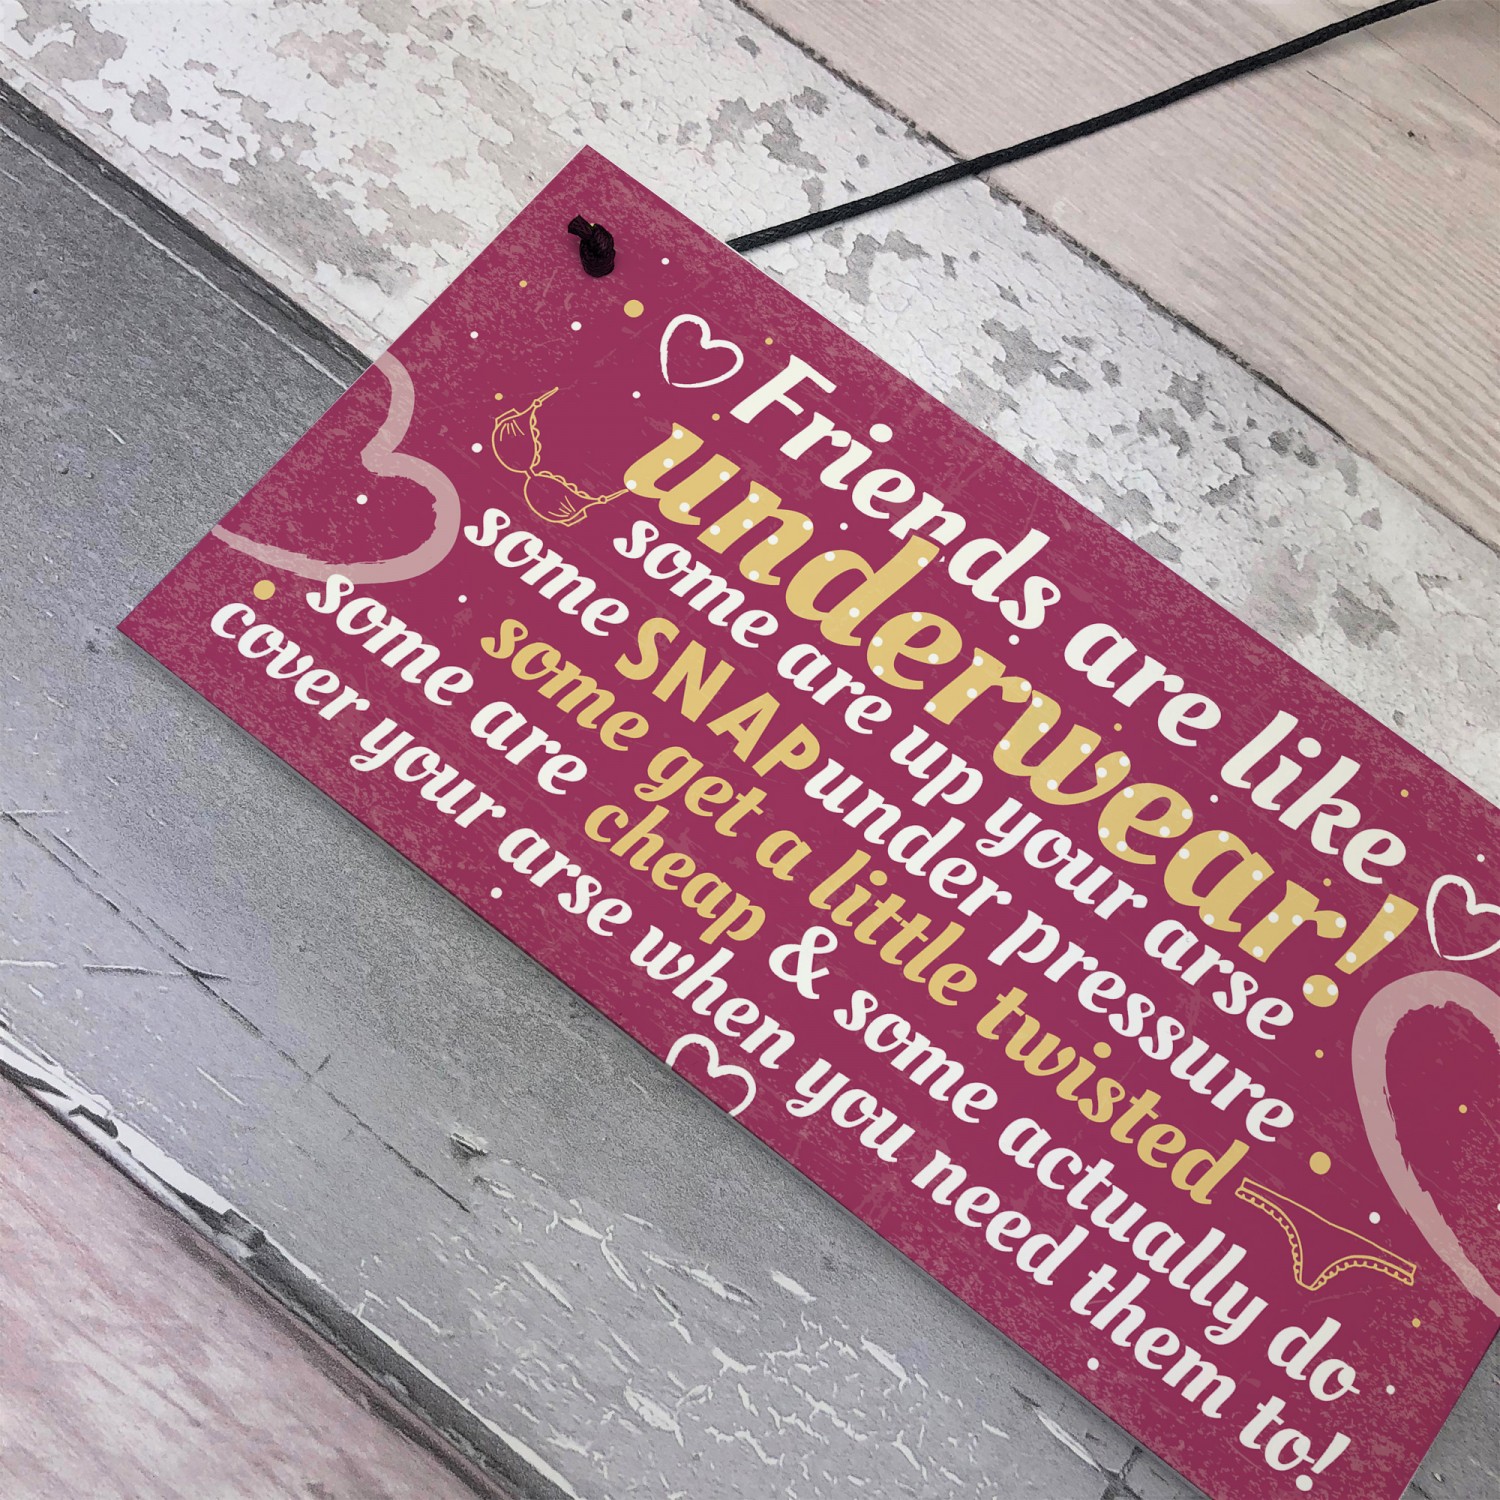 Friends are like
underwear!
some are up your arse
some SNAP under pressure
some get a little twisted
some are cheap & some actually do
cover your arse when you need them to!